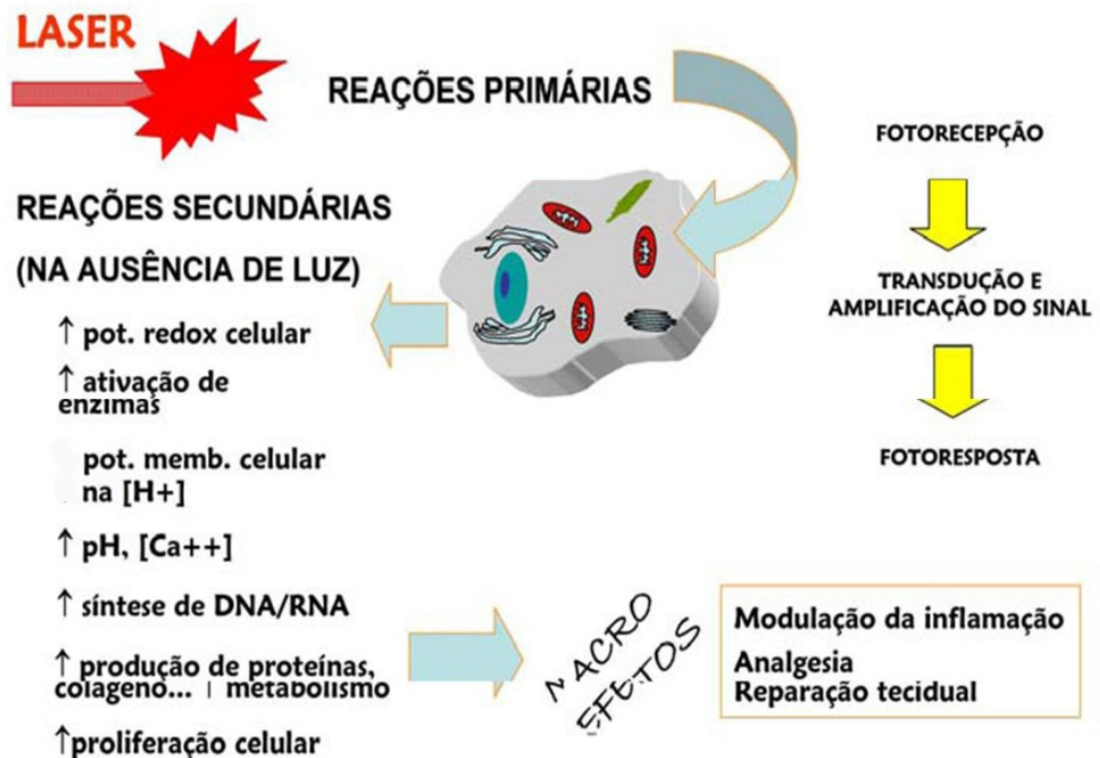 LASER
REAÇÕES PRIMÁRIAS
FOTORECEPÇÃO
TRANSDUÇÃO E
AMPLIFICAÇÃO DO SINAL
FOTORESPOSTA
REAÇÕES SECUNDÁRIAS
(NA AUSÊNCIA DE LUZ)
↑ pot. redox celular
↑ ativação de
enzimas
pot. memb. celular
na [H+]
↑ pH, [Ca++]
↑ síntese de DNA/RNA
↑ produção de proteínas,
colágeno... metabolismo
↑proliferação celular
MACRO
EFEITOS
Modulação da inflamação
Analgesia
Reparação tecidual